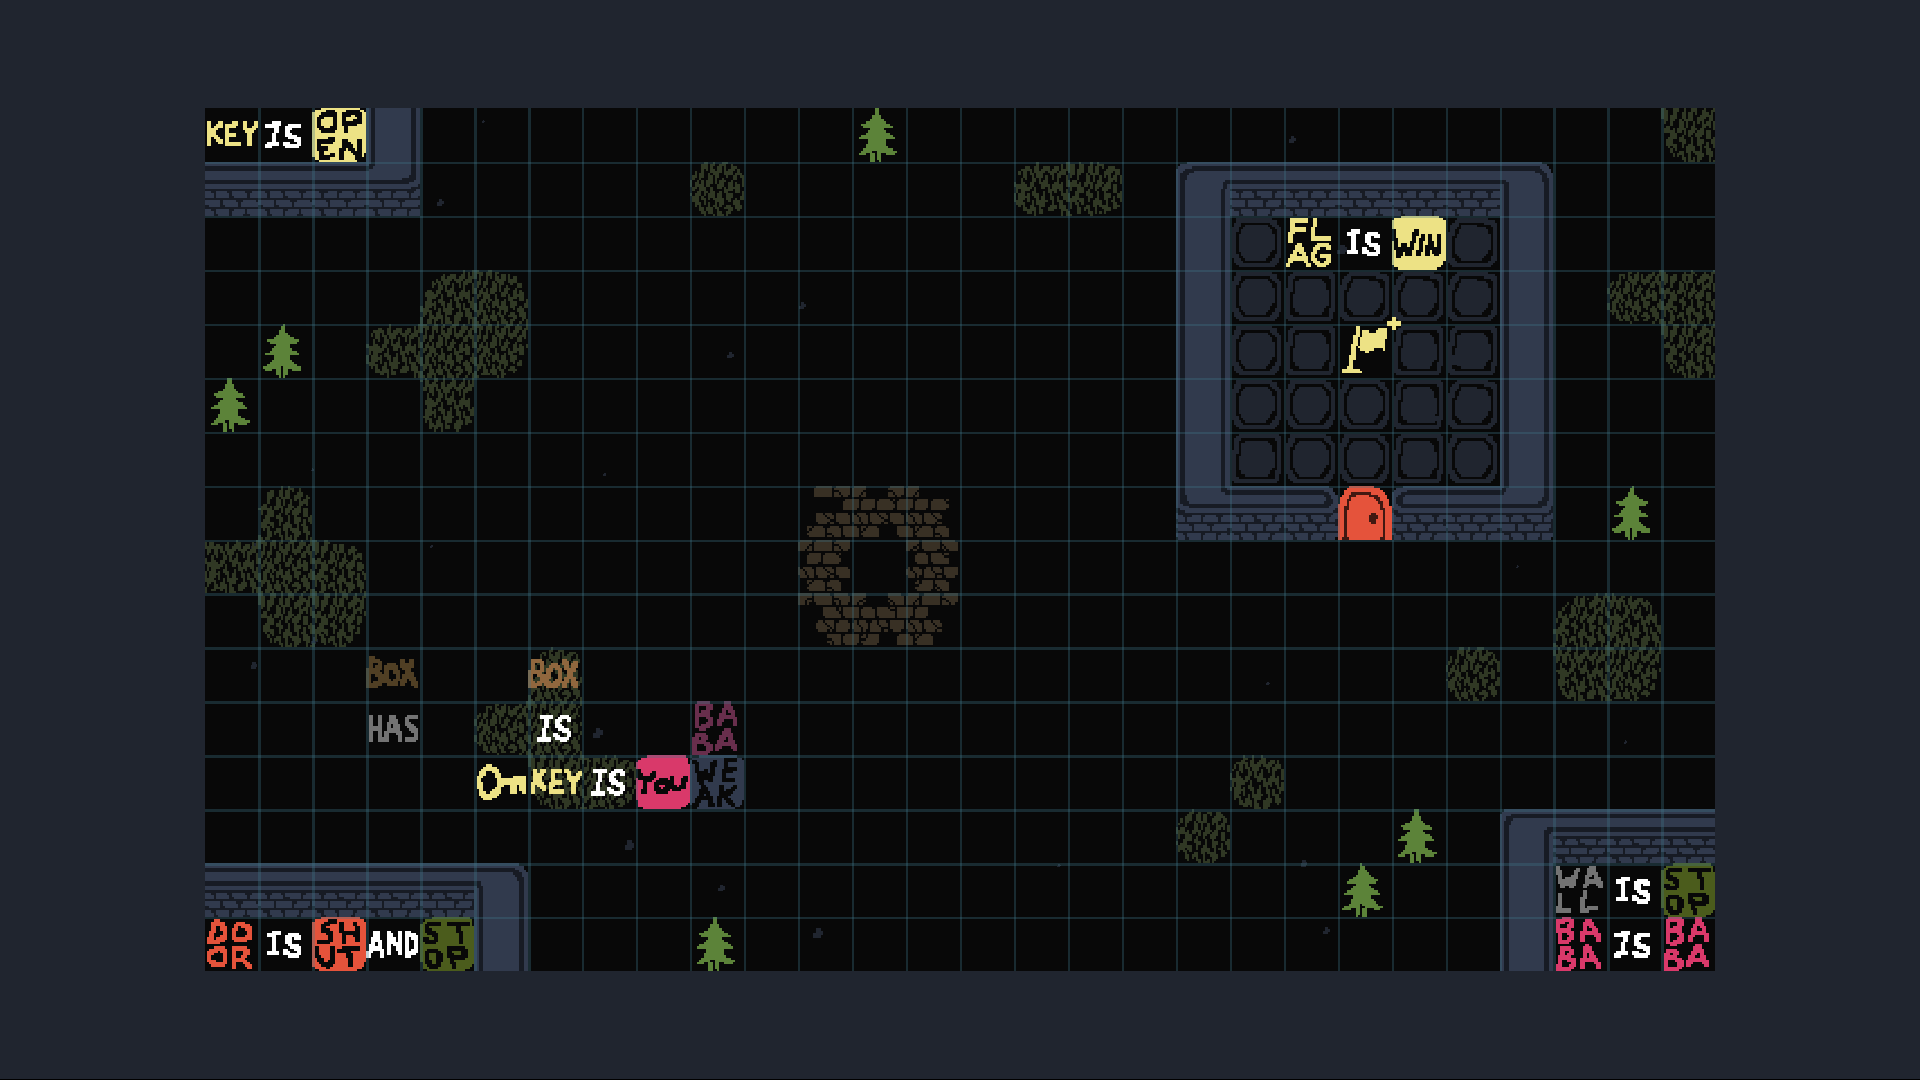 KEY IS OPEN
FLAG IS WIN
BOX BOX
HAS IS BABA
KEY IS YOU WEAK
WALL IS STOP
DOOR IS SHUT AND STOP BABA IS BABA